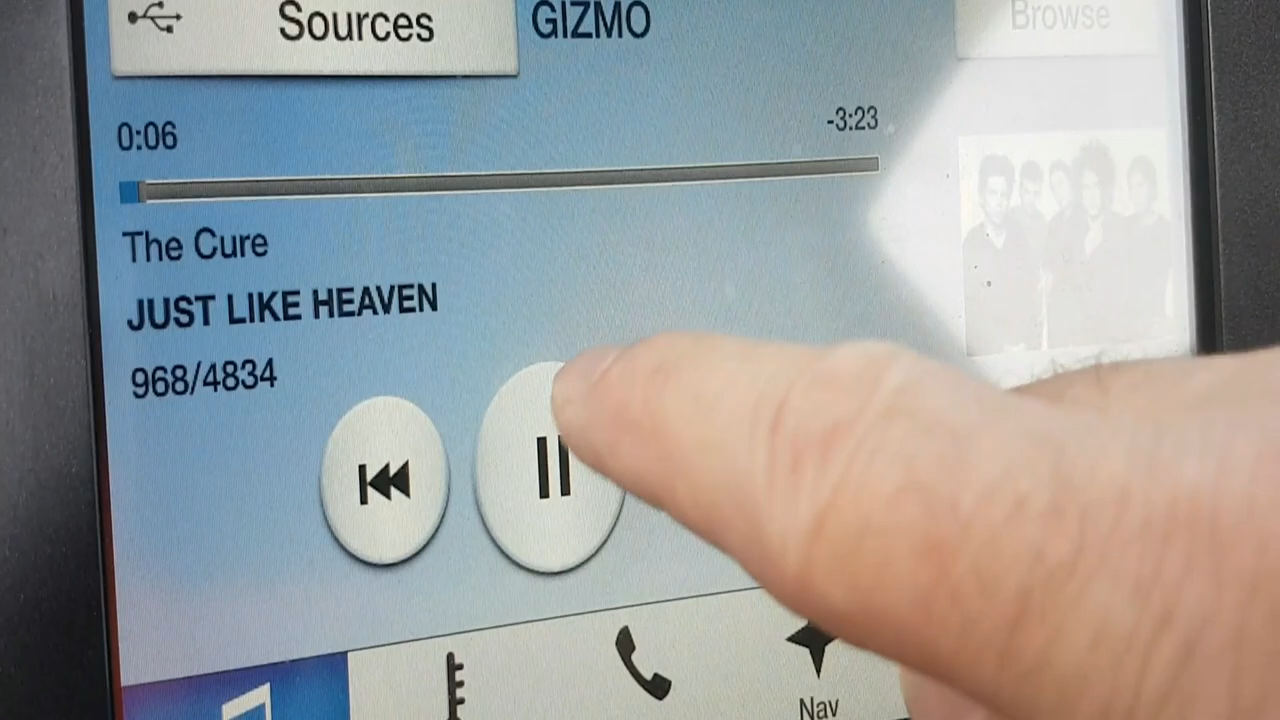 Sources
GIZMO
Browse
0:06
-3:23
The Cure
JUST LIKE HEAVEN
968/4834
Nav